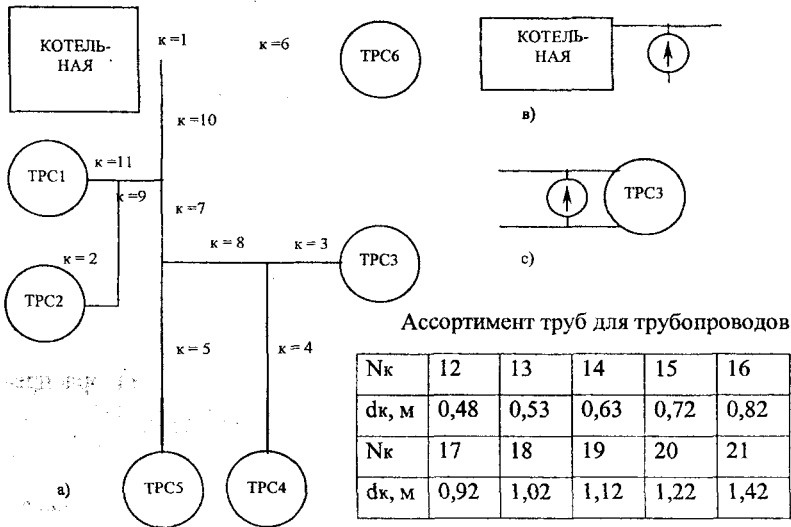 КОТЕЛЬ-
НАЯ
к =1
к =6
ТРС6
к =10
ТРС1
к =11
к =9
к =7
к = 2
ТРС2
к = 8
к = 3
ТРС3
к = 5
к = 4
а)
ТРС5
ТРС4
КОТЕЛЬ-
НАЯ
в)
ТРС3
с)
Ассортимент труб для трубопроводов
Nк 12 13 14 15 16
dк, м 0,48 0,53 0,63 0,72 0,82
Nк 17 18 19 20 21
dк, м 0,92 1,02 1,12 1,22 1,42